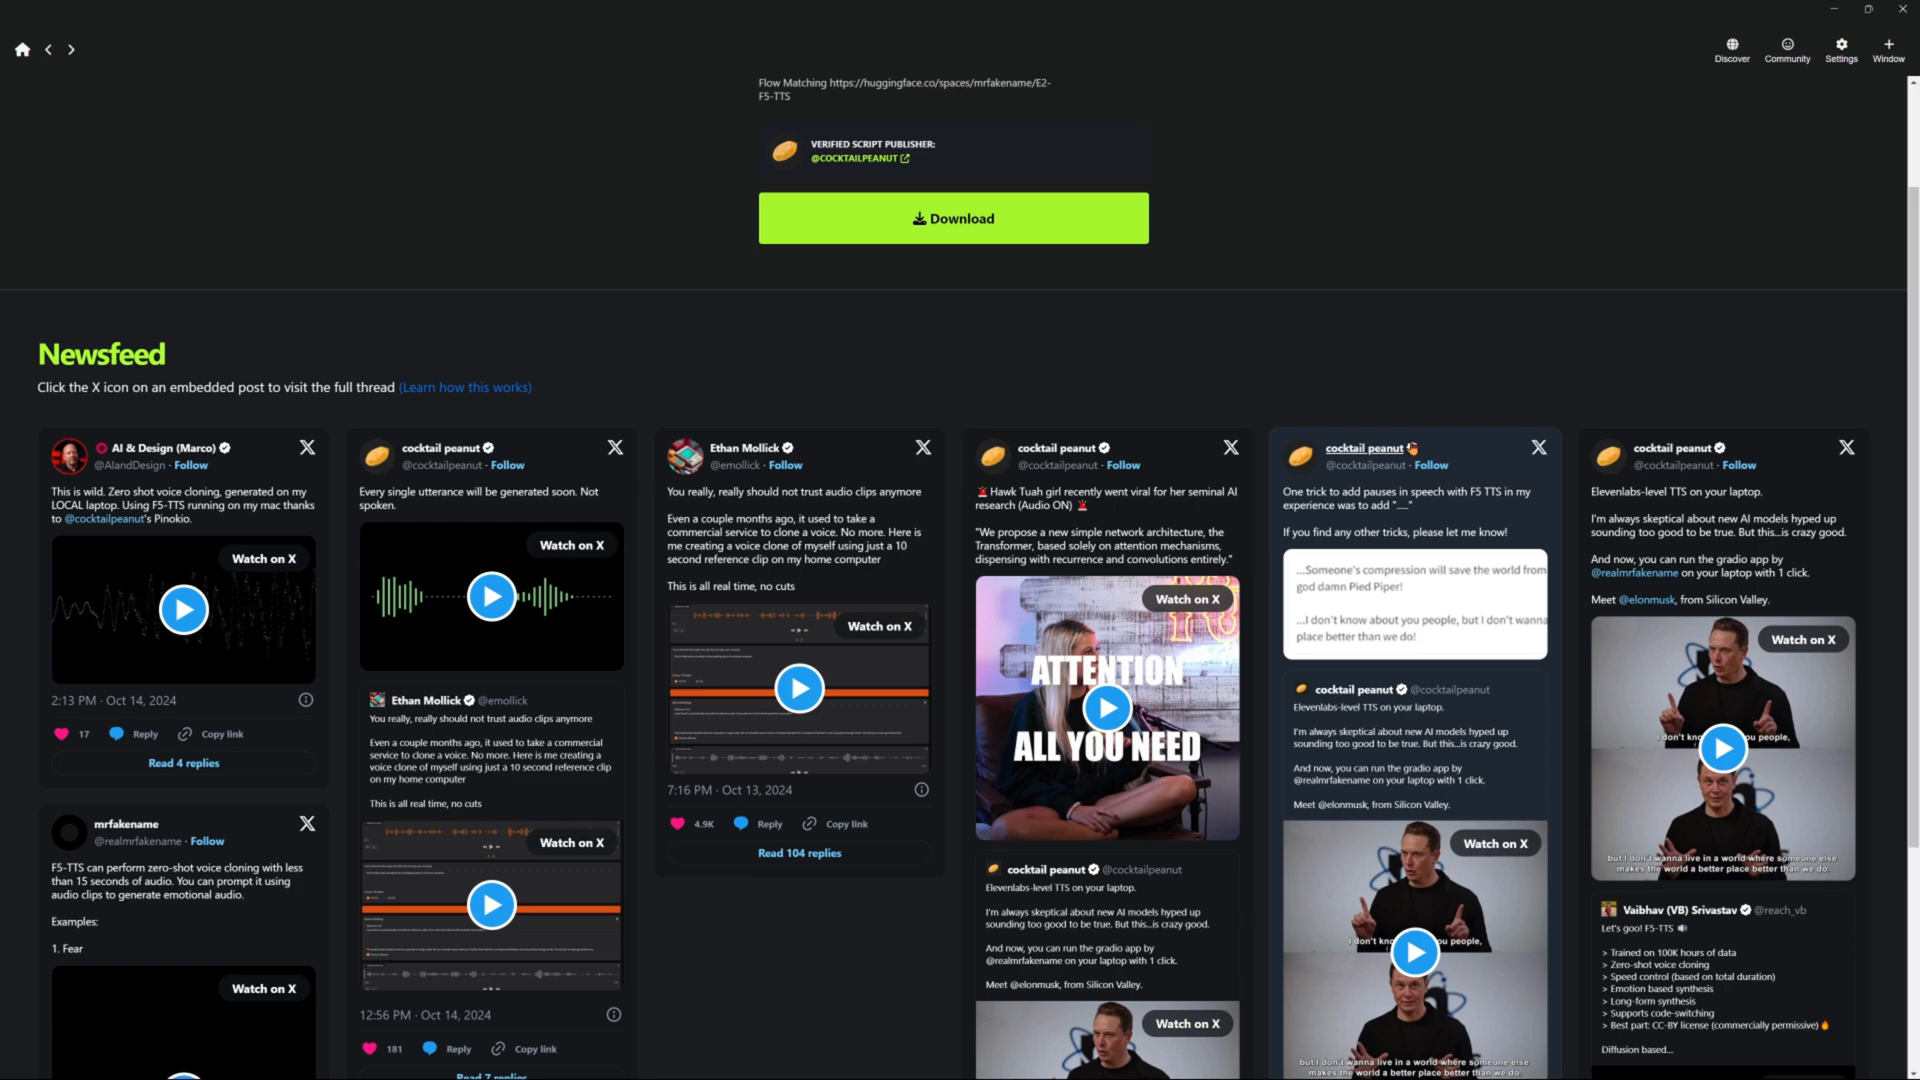 Discover
Community
Settings
Window
Flow Matching https://huggingface.co/spaces/mrfakename/E2-
F5-TTS
VERIFIED SCRIPT PUBLISHER:
@COCKTAILPEANUT
Download
Newsfeed
Click the X icon on an embedded post to visit the full thread (Learn how this works)
AI & Design (Marco)
@AIandDesign · Follow
This is wild. Zero shot voice cloning, generated on my
LOCAL laptop. Using F5-TTS running on my mac thanks
to @cocktailpeanut's Pinokio.
Watch on X
2:13 PM · Oct 14, 2024
17
Reply
Copy link
Read 4 replies
mrfakename
@realmrfakename · Follow
F5-TTS can perform zero-shot voice cloning with less
than 15 seconds of audio. You can prompt it using
audio clips to generate emotional audio.
Examples:
1. Fear
Watch on X
cocktail peanut
@cocktailpeanut · Follow
Every single utterance will be generated soon. Not
spoken.
Watch on X
Ethan Mollick @emollick
You really, really should not trust audio clips anymore
Even a couple months ago, it used to take a commercial
service to clone a voice. No more. Here is me creating a
voice clone of myself using just a 10 second reference clip
on my home computer
This is all real time, no cuts
Watch on X
12:56 PM · Oct 14, 2024
181
Reply
Copy link
Read 7 replies
Ethan Mollick
@emollick · Follow
You really, really should not trust audio clips anymore
Even a couple months ago, it used to take a
commercial service to clone a voice. No more. Here is
me creating a voice clone of myself using just a 10
second reference clip on my home computer
This is all real time, no cuts
Watch on X
7:16 PM · Oct 13, 2024
4.9K
Reply
Copy link
Read 104 replies
cocktail peanut
@cocktailpeanut · Follow
🚨 Hawk Tuah girl recently went viral for her seminal AI
research (Audio ON) 🚨
"We propose a new simple network architecture, the
Transformer, based solely on attention mechanisms,
dispensing with recurrence and convolutions entirely."
Watch on X
ATTENTION
ALL YOU NEED
cocktail peanut @cocktailpeanut
Elevenlabs-level TTS on your laptop.
I'm always skeptical about new AI models hyped up
sounding too good to be true. But this...is crazy good.
And now, you can run the gradio app by
@realmrfakename on your laptop with 1 click.
Meet @elonmusk, from Silicon Valley.
Watch on X
cocktail peanut
@cocktailpeanut · Follow
One trick to add pauses in speech with F5 TTS in my
experience was to add "....."
If you find any other tricks, please let me know!
...Someone's compression will save the world from
god damn Pied Piper!
...I don't know about you people, but I don't wanna
place better than we do!
cocktail peanut @cocktailpeanut
Elevenlabs-level TTS on your laptop.
I'm always skeptical about new AI models hyped up
sounding too good to be true. But this...is crazy good.
And now, you can run the gradio app by
@realmrfakename on your laptop with 1 click.
Meet @elonmusk, from Silicon Valley.
Watch on X
I don't kno
ou people,
but I don't wanna live in a world where someone else
makes the world a better place better than we do.
cocktail peanut
@cocktailpeanut · Follow
Elevenlabs-level TTS on your laptop.
I'm always skeptical about new AI models hyped up
sounding too good to be true. But this...is crazy good.
And now, you can run the gradio app by
@realmrfakename on your laptop with 1 click.
Meet @elonmusk, from Silicon Valley.
Watch on X
I don't kno
ou people,
but I don't wanna live in a world where someone else
makes the world a better place better than we do.
Vaibhav (VB) Srivastav @reach_vb
Let's goo! F5-TTS 🔊
> Trained on 100K hours of data
> Zero-shot voice cloning
> Speed control (based on total duration)
> Emotion based synthesis
> Long-form synthesis
> Supports code-switching
> Best part: CC-BY license (commercially permissive)🔥
Diffusion based...